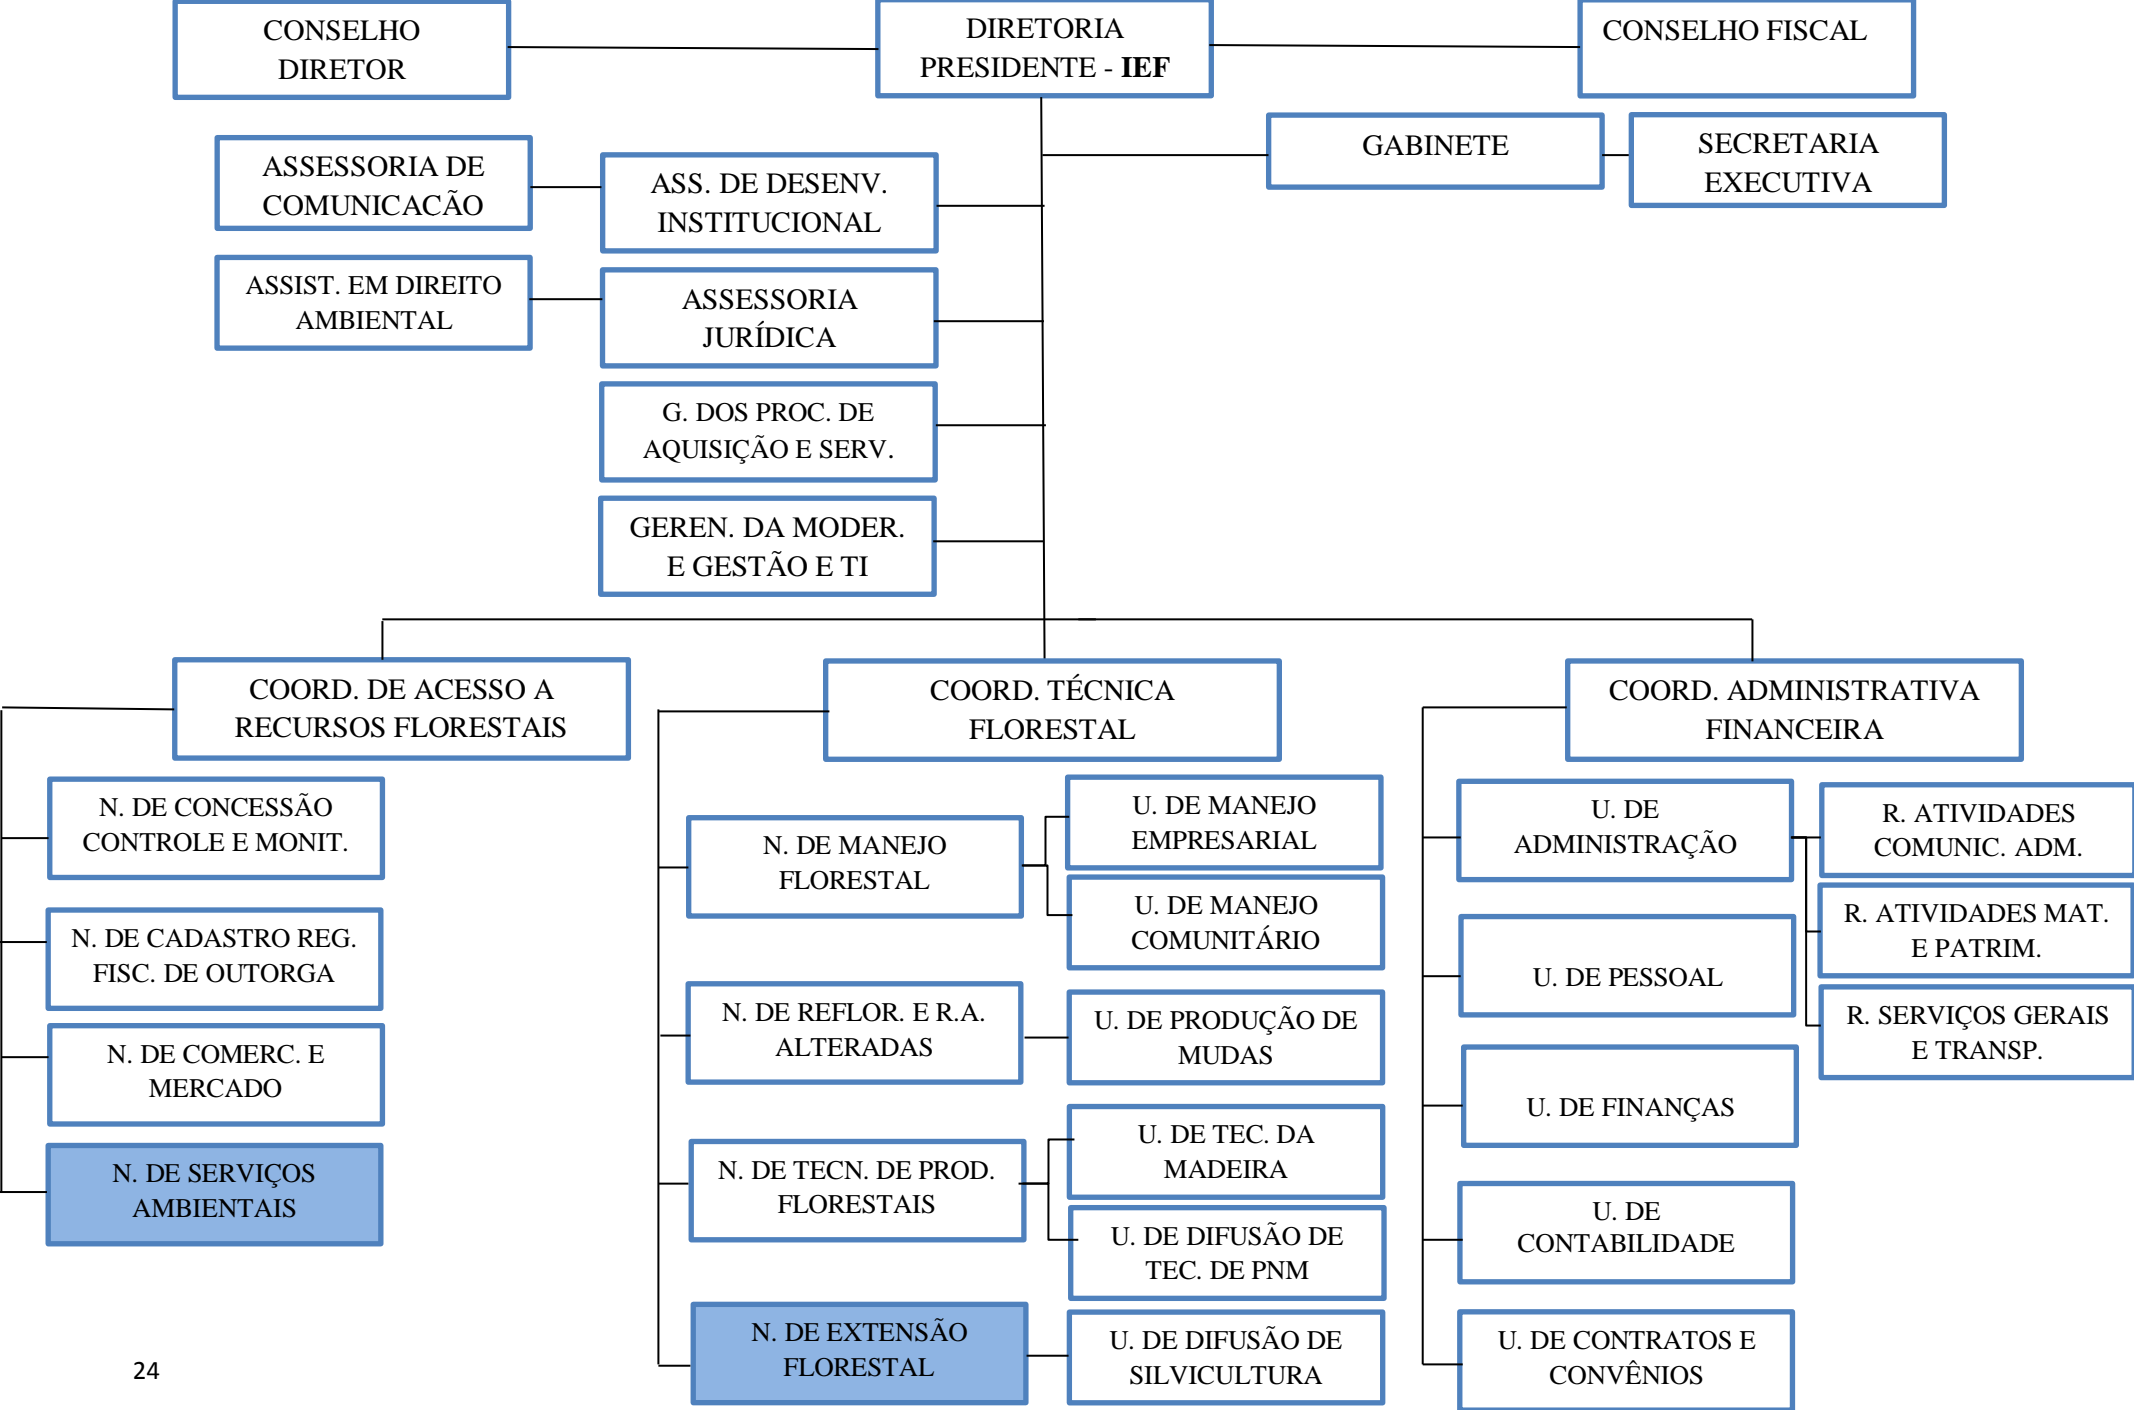 CONSELHO
DIRETOR
DIRETORIA
PRESIDENTE - IEF
CONSELHO FISCAL
GABINETE
SECRETARIA
EXECUTIVA
ASSESSORIA DE
COMUNICACÃO
ASS. DE DESENV.
INSTITUCIONAL
ASSIST. EM DIREITO
AMBIENTAL
ASSESSORIA
JURÍDICA
G. DOS PROC. DE
AQUISIÇÃO E SERV.
GEREN. DA MODER.
E GESTÃO E TI
COORD. DE ACESSO A
RECURSOS FLORESTAIS
COORD. TÉCNICA
FLORESTAL
COORD. ADMINISTRATIVA
FINANCEIRA
N. DE CONCESSÃO
CONTROLE E MONIT.
N. DE CADASTRO REG.
FISC. DE OUTORGA
N. DE COMERC. E
MERCADO
N. DE SERVIÇOS
AMBIENTAIS
N. DE MANEJO
FLORESTAL
U. DE MANEJO
EMPRESARIAL
U. DE MANEJO
COMUNITÁRIO
N. DE REFLOR. E R.A.
ALTERADAS
U. DE PRODUÇÃO DE
MUDAS
N. DE TECN. DE PROD.
FLORESTAIS
U. DE TEC. DA
MADEIRA
U. DE DIFUSÃO DE
TEC. DE PNM
N. DE EXTENSÃO
FLORESTAL
U. DE DIFUSÃO DE
SILVICULTURA
U. DE
ADMINISTRAÇÃO
R. ATIVIDADES
COMUNIC. ADM.
R. ATIVIDADES MAT.
E PATRIM.
R. SERVIÇOS GERAIS
E TRANSP.
U. DE PESSOAL
U. DE FINANÇAS
U. DE
CONTABILIDADE
U. DE CONTRATOS E
CONVÊNIOS
24